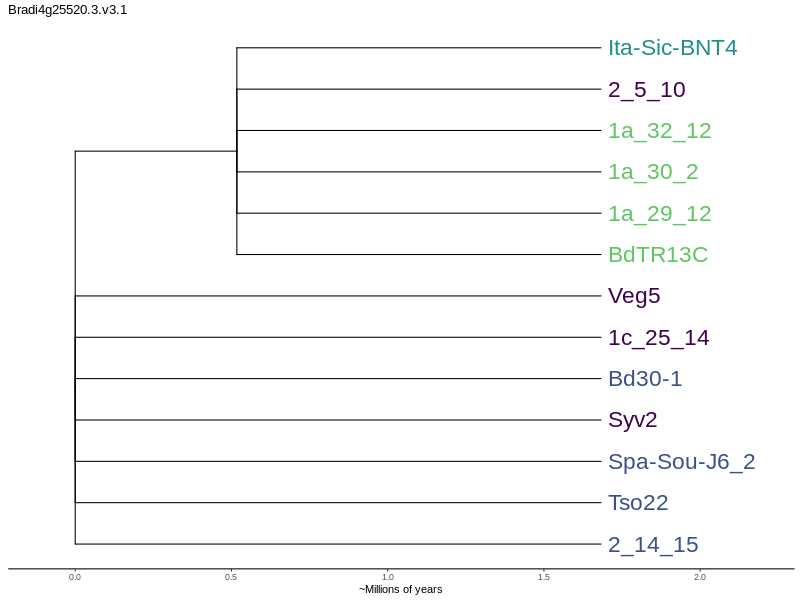 Bradi4g25520.3.v3.1
Ita-Sic-BNT4
2_5_10
1a_32_12
1a_30_2
1a_29_12
BdTR13C
Veg5
1c_25_14
Bd30-1
Syv2
Spa-Sou-J6_2
Tso22
2_14_15
0.0 0.5 1.0 1.5 2.0
~Millions of years